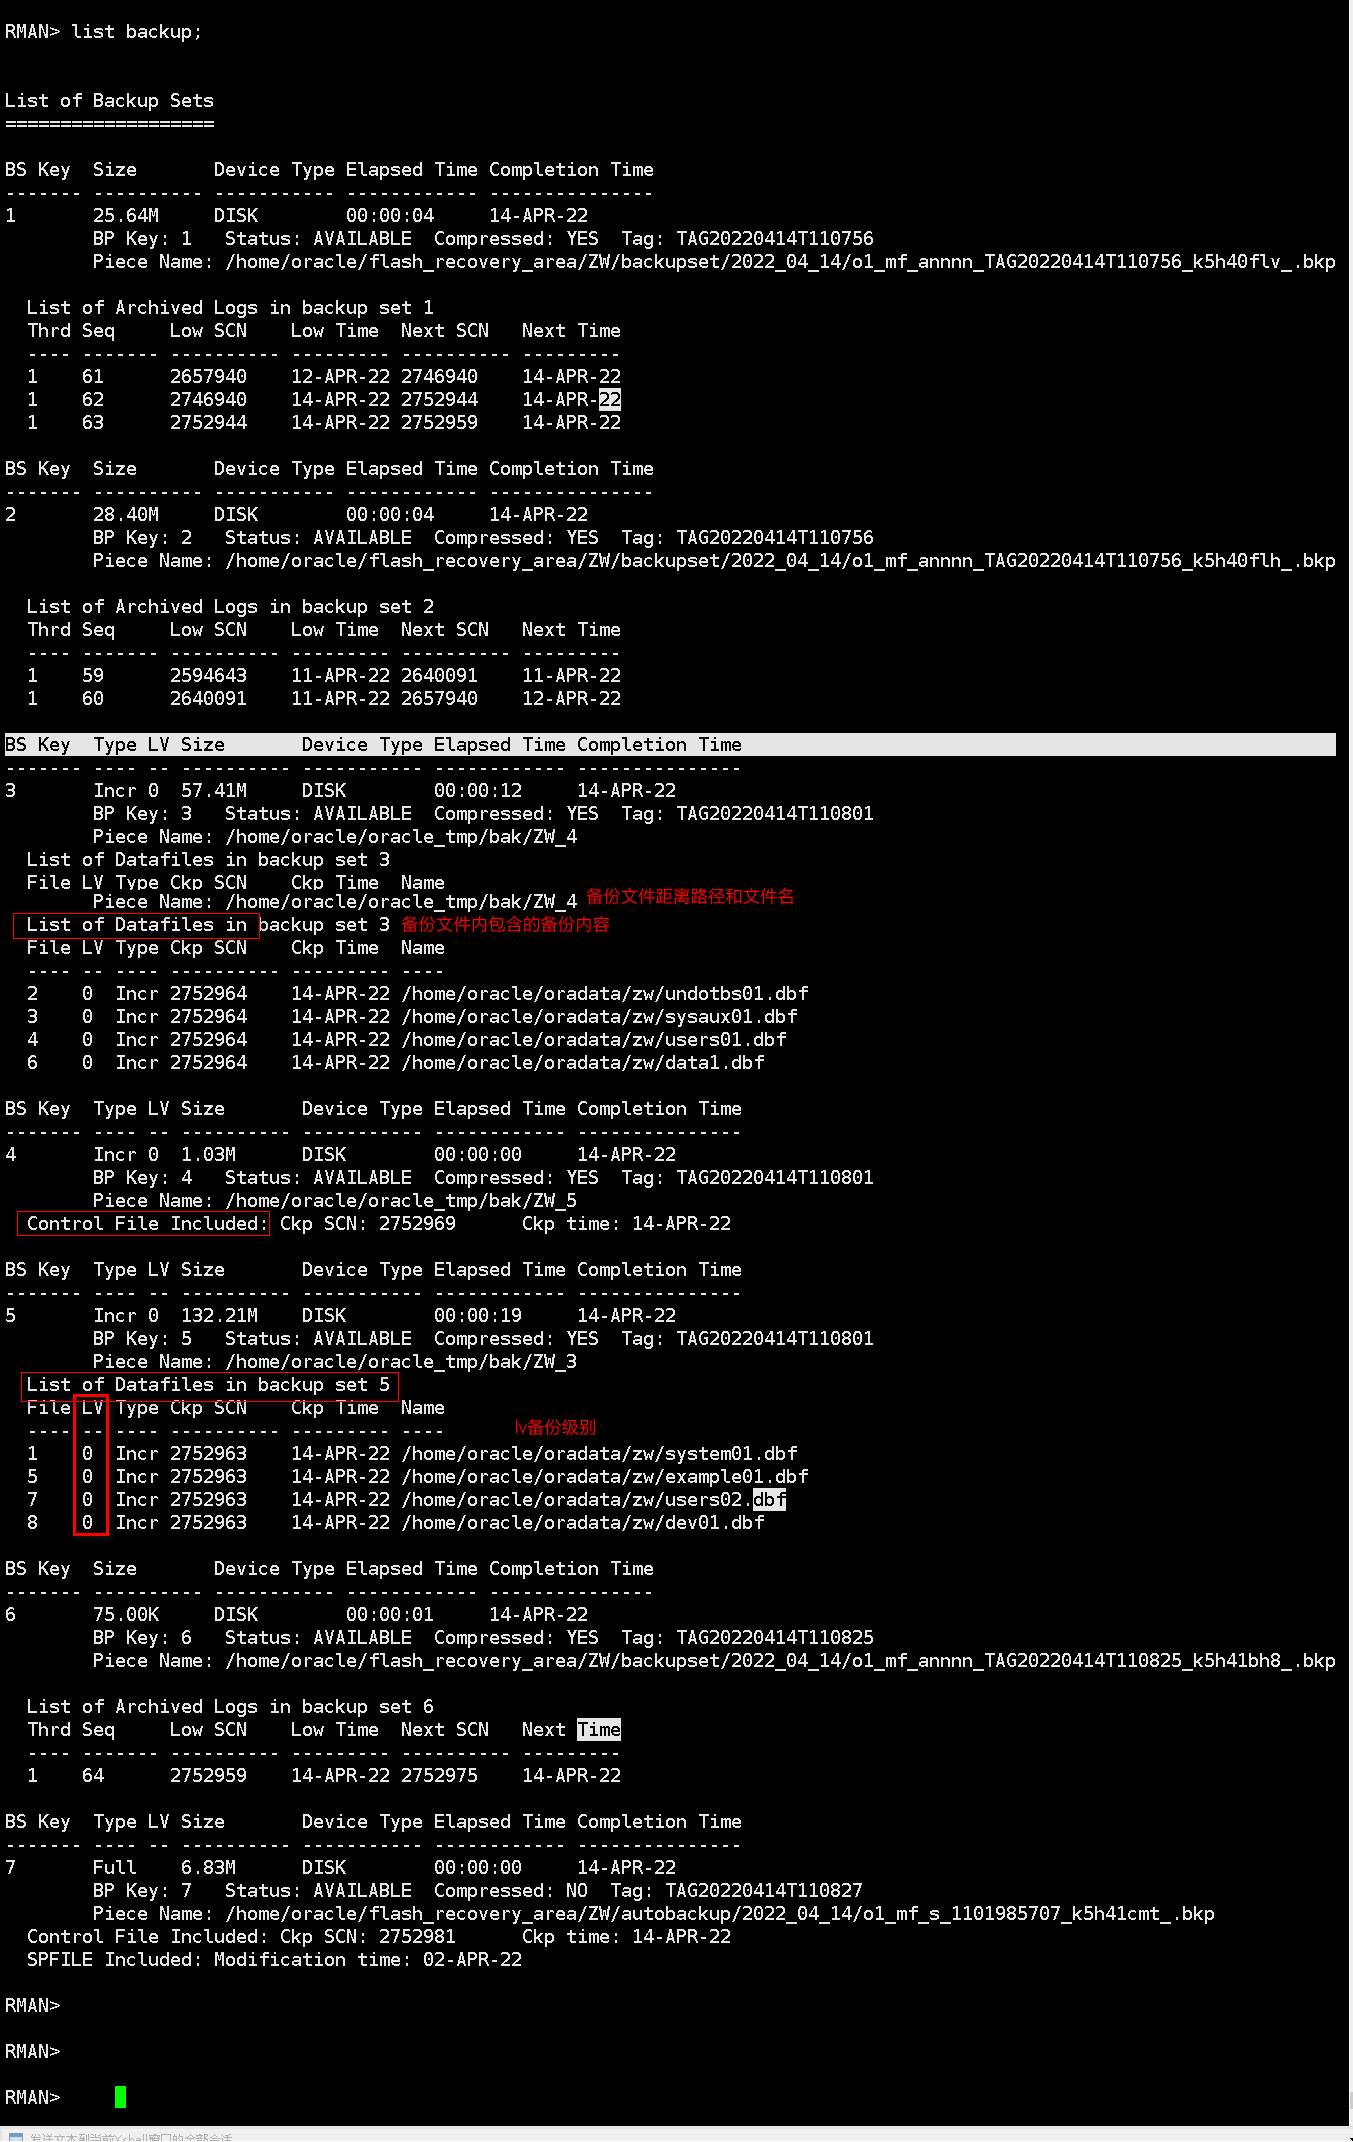 RMAN> list backup;
List of Backup Sets
===================
BS Key  Size       Device Type Elapsed Time Completion Time
------- ---------- ----------- ------------ ---------------
1       25.64M     DISK        00:00:04     14-APR-22
        BP Key: 1   Status: AVAILABLE  Compressed: YES  Tag: TAG20220414T110756
        Piece Name: /home/oracle/flash_recovery_area/ZW/backupset/2022_04_14/o1_mf_annnn_TAG20220414T110756_k5h40flv_.bkp
  List of Archived Logs in backup set 1
  Thrd Seq     Low SCN    Low Time  Next SCN   Next Time
  ---- ------- ---------- --------- ---------- ---------
  1    61      2657940    12-APR-22 2746940    14-APR-22
  1    62      2746940    14-APR-22 2752944    14-APR-22
  1    63      2752944    14-APR-22 2752959    14-APR-22
BS Key  Size       Device Type Elapsed Time Completion Time
------- ---------- ----------- ------------ ---------------
2       28.40M     DISK        00:00:04     14-APR-22
        BP Key: 2   Status: AVAILABLE  Compressed: YES  Tag: TAG20220414T110756
        Piece Name: /home/oracle/flash_recovery_area/ZW/backupset/2022_04_14/o1_mf_annnn_TAG20220414T110756_k5h40flh_.bkp
  List of Archived Logs in backup set 2
  Thrd Seq     Low SCN    Low Time  Next SCN   Next Time
  ---- ------- ---------- --------- ---------- ---------
  1    59      2594643    11-APR-22 2640091    11-APR-22
  1    60      2640091    11-APR-22 2657940    12-APR-22
BS Key  Type LV Size       Device Type Elapsed Time Completion Time
------- ---- -- ---------- ----------- ------------ ---------------
3       Incr 0  57.41M     DISK        00:00:12     14-APR-22
        BP Key: 3   Status: AVAILABLE  Compressed: YES  Tag: TAG20220414T110801
        Piece Name: /home/oracle/oracle_tmp/bak/ZW_4
  List of Datafiles in backup set 3
  File LV Type Ckp SCN    Ckp Time  Name
        Piece Name: /home/oracle/oracle_tmp/bak/ZW_4 备份文件距离路径和文件名
  List of Datafiles in backup set 3 备份文件内包含的备份内容
  File LV Type Ckp SCN    Ckp Time  Name
  ---- -- ---- ---------- --------- ----
  2    0  Incr 2752964    14-APR-22 /home/oracle/oradata/zw/undotbs01.dbf
  3    0  Incr 2752964    14-APR-22 /home/oracle/oradata/zw/sysaux01.dbf
  4    0  Incr 2752964    14-APR-22 /home/oracle/oradata/zw/users01.dbf
  6    0  Incr 2752964    14-APR-22 /home/oracle/oradata/zw/data1.dbf
BS Key  Type LV Size       Device Type Elapsed Time Completion Time
------- ---- -- ---------- ----------- ------------ ---------------
4       Incr 0  1.03M      DISK        00:00:00     14-APR-22
        BP Key: 4   Status: AVAILABLE  Compressed: YES  Tag: TAG20220414T110801
        Piece Name: /home/oracle/oracle_tmp/bak/ZW_5
  Control File Included: Ckp SCN: 2752969      Ckp time: 14-APR-22
BS Key  Type LV Size       Device Type Elapsed Time Completion Time
------- ---- -- ---------- ----------- ------------ ---------------
5       Incr 0  132.21M    DISK        00:00:19     14-APR-22
        BP Key: 5   Status: AVAILABLE  Compressed: YES  Tag: TAG20220414T110801
        Piece Name: /home/oracle/oracle_tmp/bak/ZW_3
  List of Datafiles in backup set 5
  File LV Type Ckp SCN    Ckp Time  Name
  ---- -- ---- ---------- --------- ---- lv备份级别
  1    0  Incr 2752963    14-APR-22 /home/oracle/oradata/zw/system01.dbf
  5    0  Incr 2752963    14-APR-22 /home/oracle/oradata/zw/example01.dbf
  7    0  Incr 2752963    14-APR-22 /home/oracle/oradata/zw/users02.dbf
  8    0  Incr 2752963    14-APR-22 /home/oracle/oradata/zw/dev01.dbf
BS Key  Size       Device Type Elapsed Time Completion Time
------- ---------- ----------- ------------ ---------------
6       75.00K     DISK        00:00:01     14-APR-22
        BP Key: 6   Status: AVAILABLE  Compressed: YES  Tag: TAG20220414T110825
        Piece Name: /home/oracle/flash_recovery_area/ZW/backupset/2022_04_14/o1_mf_annnn_TAG20220414T110825_k5h41bh8_.bkp
  List of Archived Logs in backup set 6
  Thrd Seq     Low SCN    Low Time  Next SCN   Next Time
  ---- ------- ---------- --------- ---------- ---------
  1    64      2752959    14-APR-22 2752975    14-APR-22
BS Key  Type LV Size       Device Type Elapsed Time Completion Time
------- ---- -- ---------- ----------- ------------ ---------------
7       Full    6.83M      DISK        00:00:00     14-APR-22
        BP Key: 7   Status: AVAILABLE  Compressed: NO  Tag: TAG20220414T110827
        Piece Name: /home/oracle/flash_recovery_area/ZW/autobackup/2022_04_14/o1_mf_s_1101985707_k5h41cmt_.bkp
  Control File Included: Ckp SCN: 2752981      Ckp time: 14-APR-22
  SPFILE Included: Modification time: 02-APR-22
RMAN>
RMAN>
RMAN>